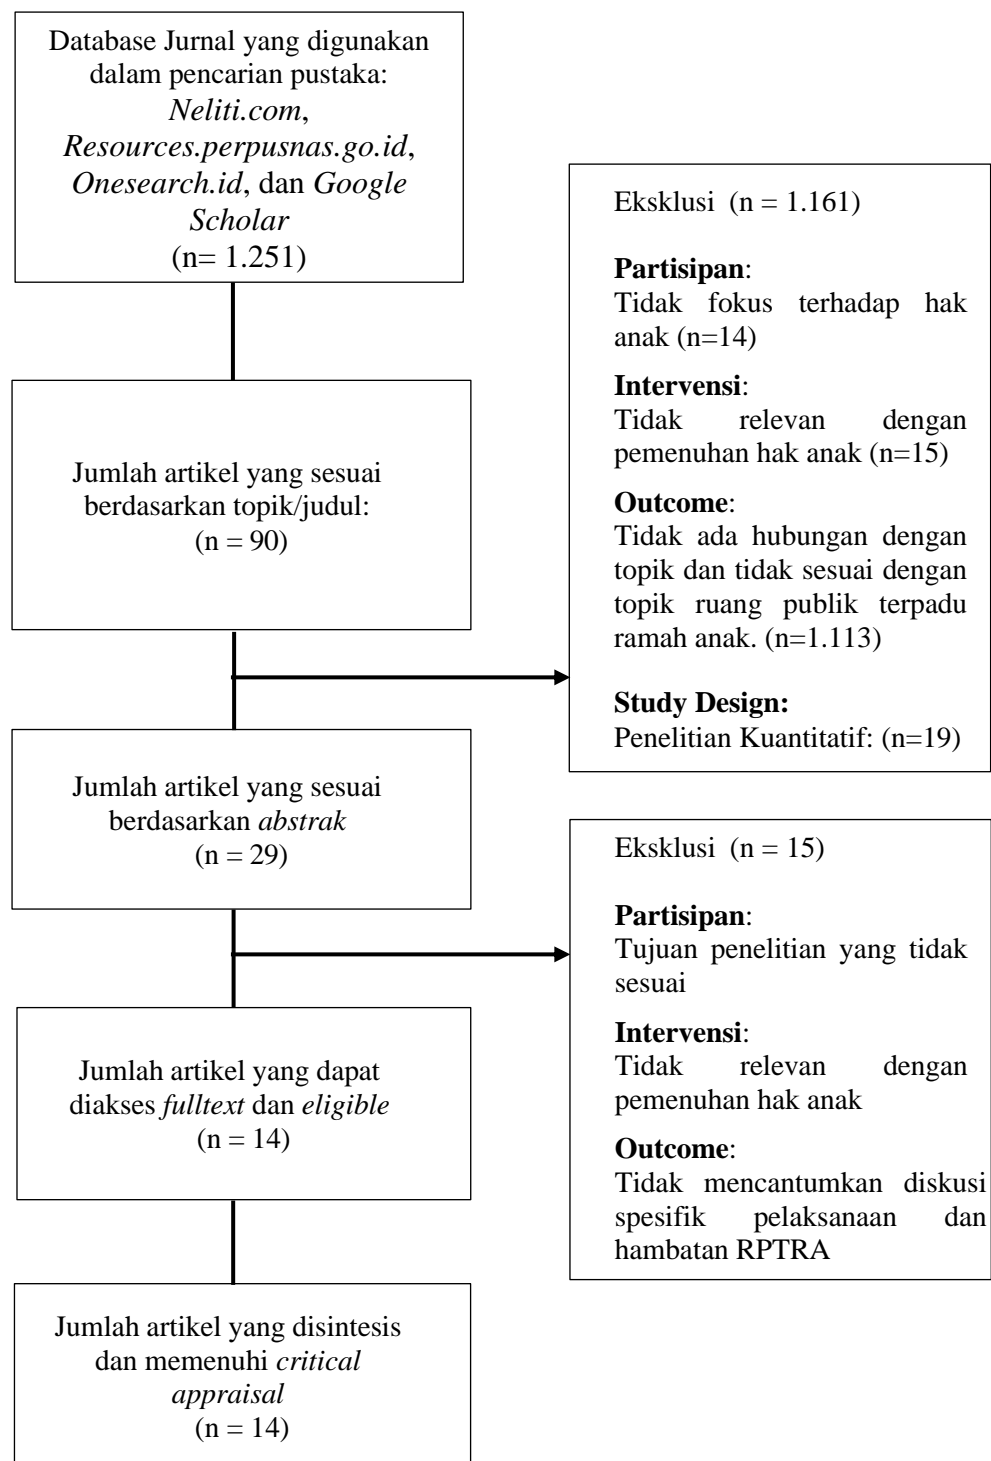 Database Jurnal yang digunakan
dalam pencarian pustaka:
Neliti.com,
Resources.perpusnas.go.id,
Onesearch.id, dan Google
Scholar
(n= 1.251)
Jumlah artikel yang sesuai
berdasarkan topik/judul:
(n = 90)
Eksklusi (n = 1.161)
Partisipan:
Tidak fokus terhadap hak
anak (n=14)
Intervensi:
Tidak relevan dengan
pemenuhan hak anak (n=15)
Outcome:
Tidak ada hubungan dengan
topik dan tidak sesuai dengan
topik ruang publik terpadu
ramah anak. (n=1.113)
Study Design:
Penelitian Kuantitatif: (n=19)
Jumlah artikel yang sesuai
berdasarkan abstrak
(n = 29)
Eksklusi (n = 15)
Partisipan:
Tujuan penelitian yang tidak
sesuai
Intervensi:
Tidak relevan dengan
pemenuhan hak anak
Outcome:
Tidak mencantumkan diskusi
spesifik pelaksanaan dan
hambatan RPTRA
Jumlah artikel yang dapat
diakses fulltext dan eligible
(n = 14)
Jumlah artikel yang disintesis
dan memenuhi critical
appraisal
(n = 14)